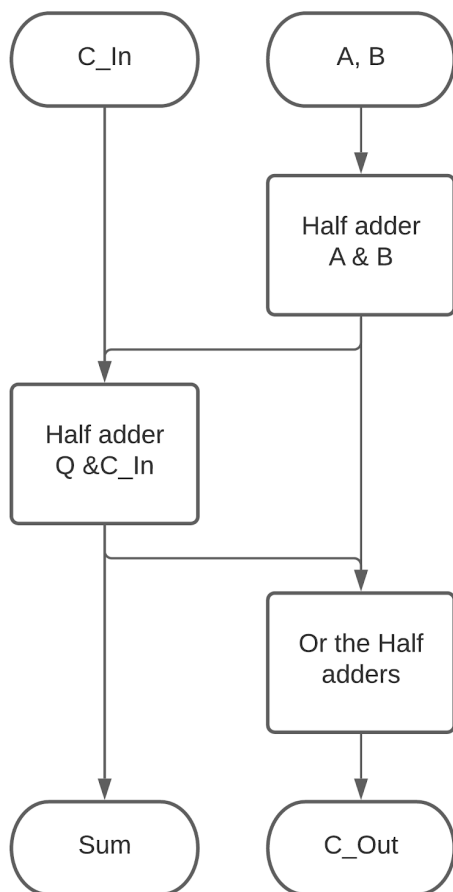 C_In
A, B
Half adder
A & B
Half adder
Q &C_In
Or the Half
adders
Sum
C_Out